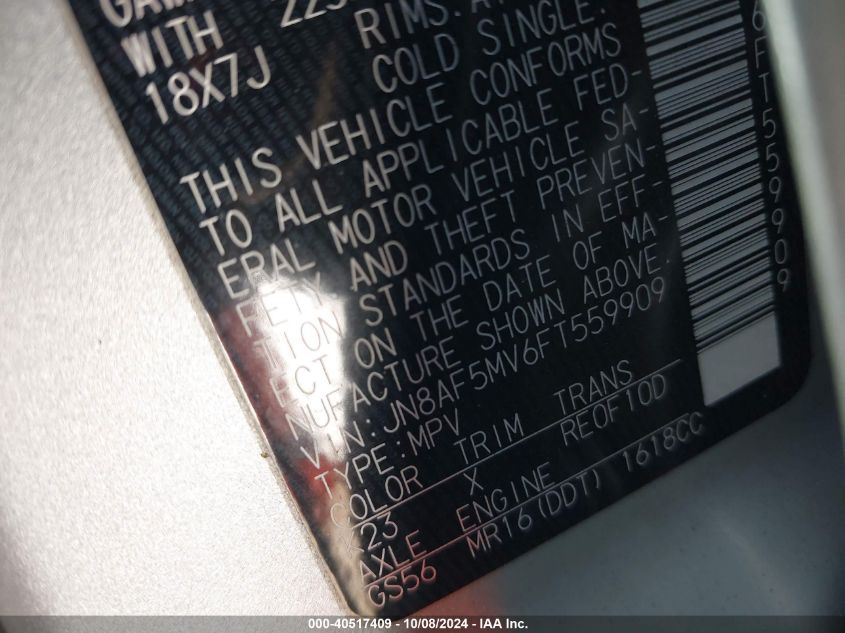 WITH
18X7J
RIMS.
COLD SINGLE.
THIS VEHICLE CONFORMS
TO ALL APPLICABLE FED-
ERAL MOTOR VEHICLE SA-
FETY AND THEFT PREVEN-
TION STANDARDS IN EFF-
ECT ON THE DATE OF MA-
NUFACTURE SHOWN ABOVE.
VIN:JN8AF5MV6FT559909
TYPE:MPV
COLOR TRIM TRANS
K23 X RE0F10D
AXLE ENGINE
GS56 MR16(DDT) 1618CC
6FT559909
000-40517409 - 10/08/2024 - IAA Inc.